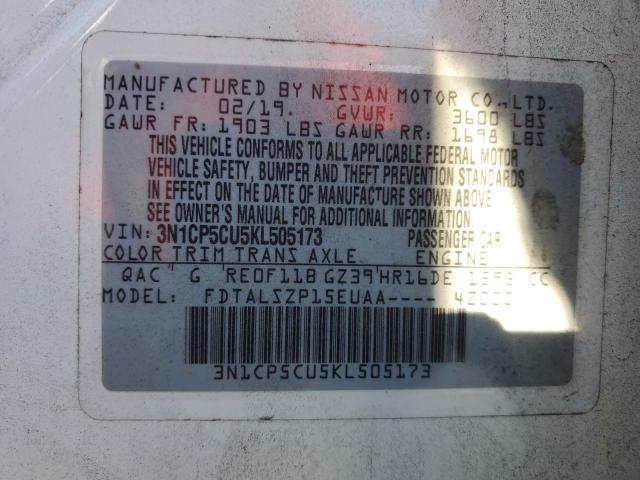 MANUFACTURED BY NISSAN MOTOR CO., LTD.
DATE: 02/19. GVWR: 3600 LBS
GAWR FR: 1903 LBS GAWR RR: 1698 LBS
THIS VEHICLE CONFORMS TO ALL APPLICABLE FEDERAL MOTOR
VEHICLE SAFETY, BUMPER AND THEFT PREVENTION STANDARDS
IN EFFECT ON THE DATE OF MANUFACTURE SHOWN ABOVE
SEE OWNER'S MANUAL FOR ADDITIONAL INFORMATION
VIN: 3N1CP5CU5KL505173 PASSENGER CAR
COLOR TRIM TRANS AXLE ENGINE
QAC G RE0F11B GZ39 HR16DE 1598 CC
MODEL: FDTALSZP15EUAA----
3N1CP5CU5KL505173